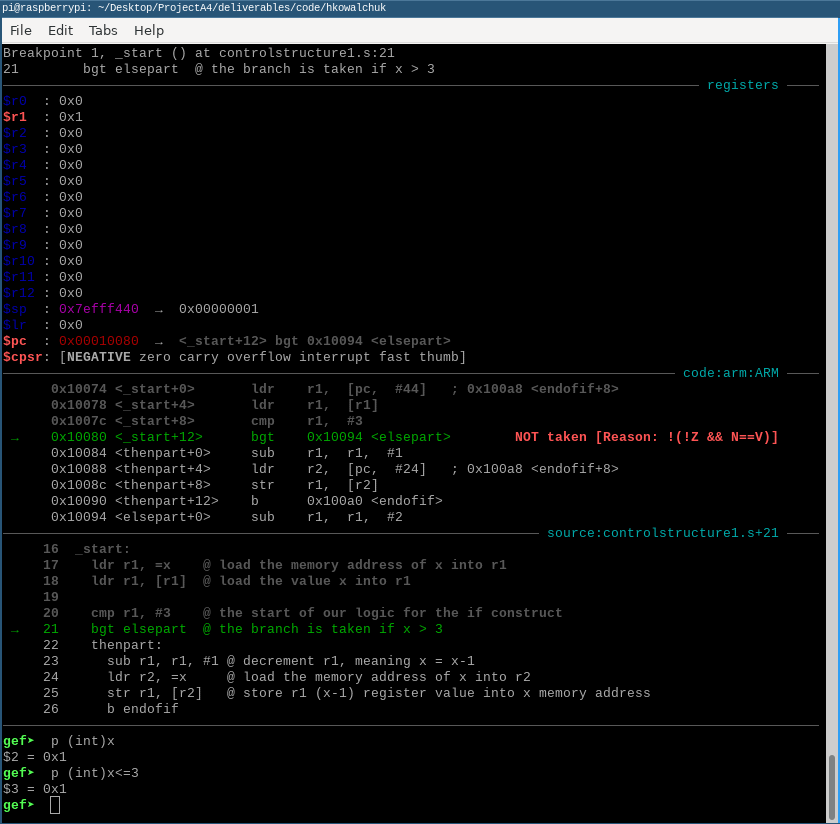 pi@raspberrypi: ~/Desktop/ProjectA4/deliverables/code/hkowalchuk
File Edit Tabs Help
Breakpoint 1, _start () at controlstructure1.s:21
21        bgt elsepart  @ the branch is taken if x > 3
registers
$r0  : 0x0
$r1  : 0x1
$r2  : 0x0
$r3  : 0x0
$r4  : 0x0
$r5  : 0x0
$r6  : 0x0
$r7  : 0x0
$r8  : 0x0
$r9  : 0x0
$r10 : 0x0
$r11 : 0x0
$r12 : 0x0
$sp  : 0x7efff440  →  0x00000001
$lr  : 0x0
$pc  : 0x00010080  →  <_start+12> bgt 0x10094 <elsepart>
$cpsr: [NEGATIVE zero carry overflow interrupt fast thumb]
code:arm:ARM
0x10074 <_start+0>       ldr    r1,  [pc,  #44]   ; 0x100a8 <endofif+8>
0x10078 <_start+4>       ldr    r1,  [r1]
0x1007c <_start+8>       cmp    r1,  #3
→    0x10080 <_start+12>      bgt    0x10094 <elsepart>        NOT taken [Reason: !(!Z && N==V)]
0x10084 <thenpart+0>     sub    r1,  r1,  #1
0x10088 <thenpart+4>     ldr    r2,  [pc,  #24]   ; 0x100a8 <endofif+8>
0x1008c <thenpart+8>     str    r1,  [r2]
0x10090 <thenpart+12>    b      0x100a0 <endofif>
0x10094 <elsepart+0>     sub    r1,  r1,  #2
source:controlstructure1.s+21
16  _start:
17    ldr r1, =x    @ load the memory address of x into r1
18    ldr r1, [r1]  @ load the value x into r1
19
20    cmp r1, #3    @ the start of our logic for the if construct
→   21    bgt elsepart  @ the branch is taken if x > 3
22    thenpart:
23      sub r1, r1, #1 @ decrement r1, meaning x = x-1
24      ldr r2, =x     @ load the memory address of x into r2
25      str r1, [r2]   @ store r1 (x-1) register value into x memory address
26      b endofif
gef➤  p (int)x
$2 = 0x1
gef➤  p (int)x<=3
$3 = 0x1
gef➤